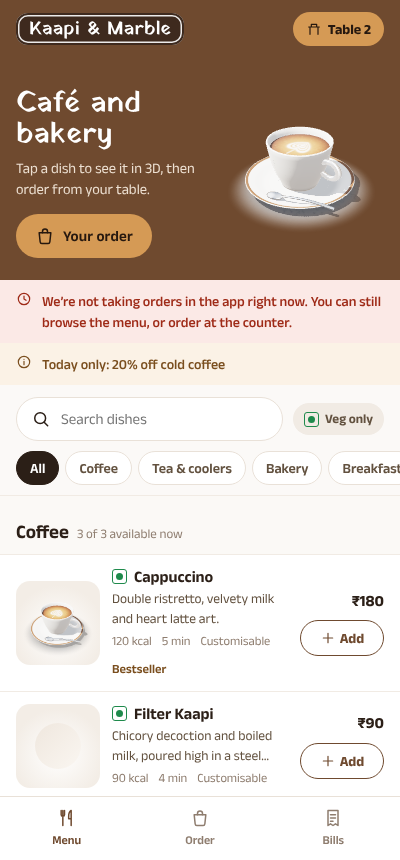 Kaapi & Marble
Table 2
Café and
bakery
Tap a dish to see it in 3D, then
order from your table.
Your order
We're not taking orders in the app right now. You can still
browse the menu, or order at the counter.
Today only: 20% off cold coffee
Search dishes
Veg only
All
Coffee
Tea & coolers
Bakery
Breakfast
Coffee
3 of 3 available now
Cappuccino
Double ristretto, velvety milk
and heart latte art.
120 kcal 5 min Customisable
Bestseller
₹180
Add
Filter Kaapi
Chicory decoction and boiled
milk, poured high in a steel...
90 kcal 4 min Customisable
₹90
Add
Menu
Order
Bills